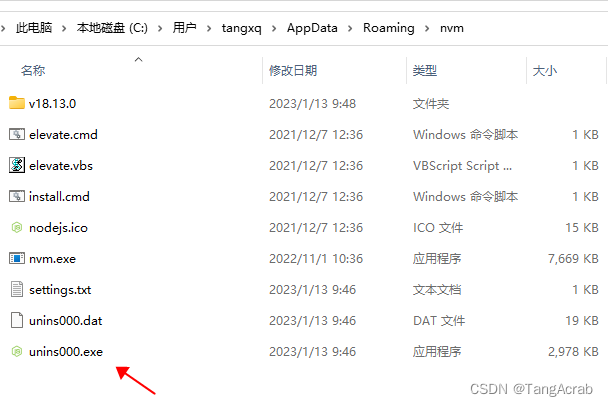 此电脑 > 本地磁盘 (C:) > 用户 > tangxq > AppData > Roaming > nvm
名称 修改日期 类型 大小
v18.13.0 2023/1/13 9:48 文件夹
elevate.cmd 2021/12/7 12:36 Windows 命令脚本 1 KB
elevate.vbs 2021/12/7 12:36 VBScript Script ... 1 KB
install.cmd 2021/12/7 12:36 Windows 命令脚本 1 KB
nodejs.ico 2021/12/7 12:36 ICO 文件 15 KB
nvm.exe 2022/11/1 10:36 应用程序 7,669 KB
settings.txt 2023/1/13 9:46 文本文档 1 KB
unins000.dat 2023/1/13 9:46 DAT 文件 19 KB
unins000.exe 2023/1/13 9:46 应用程序 2,978 KB
CSDN @TangAcrab